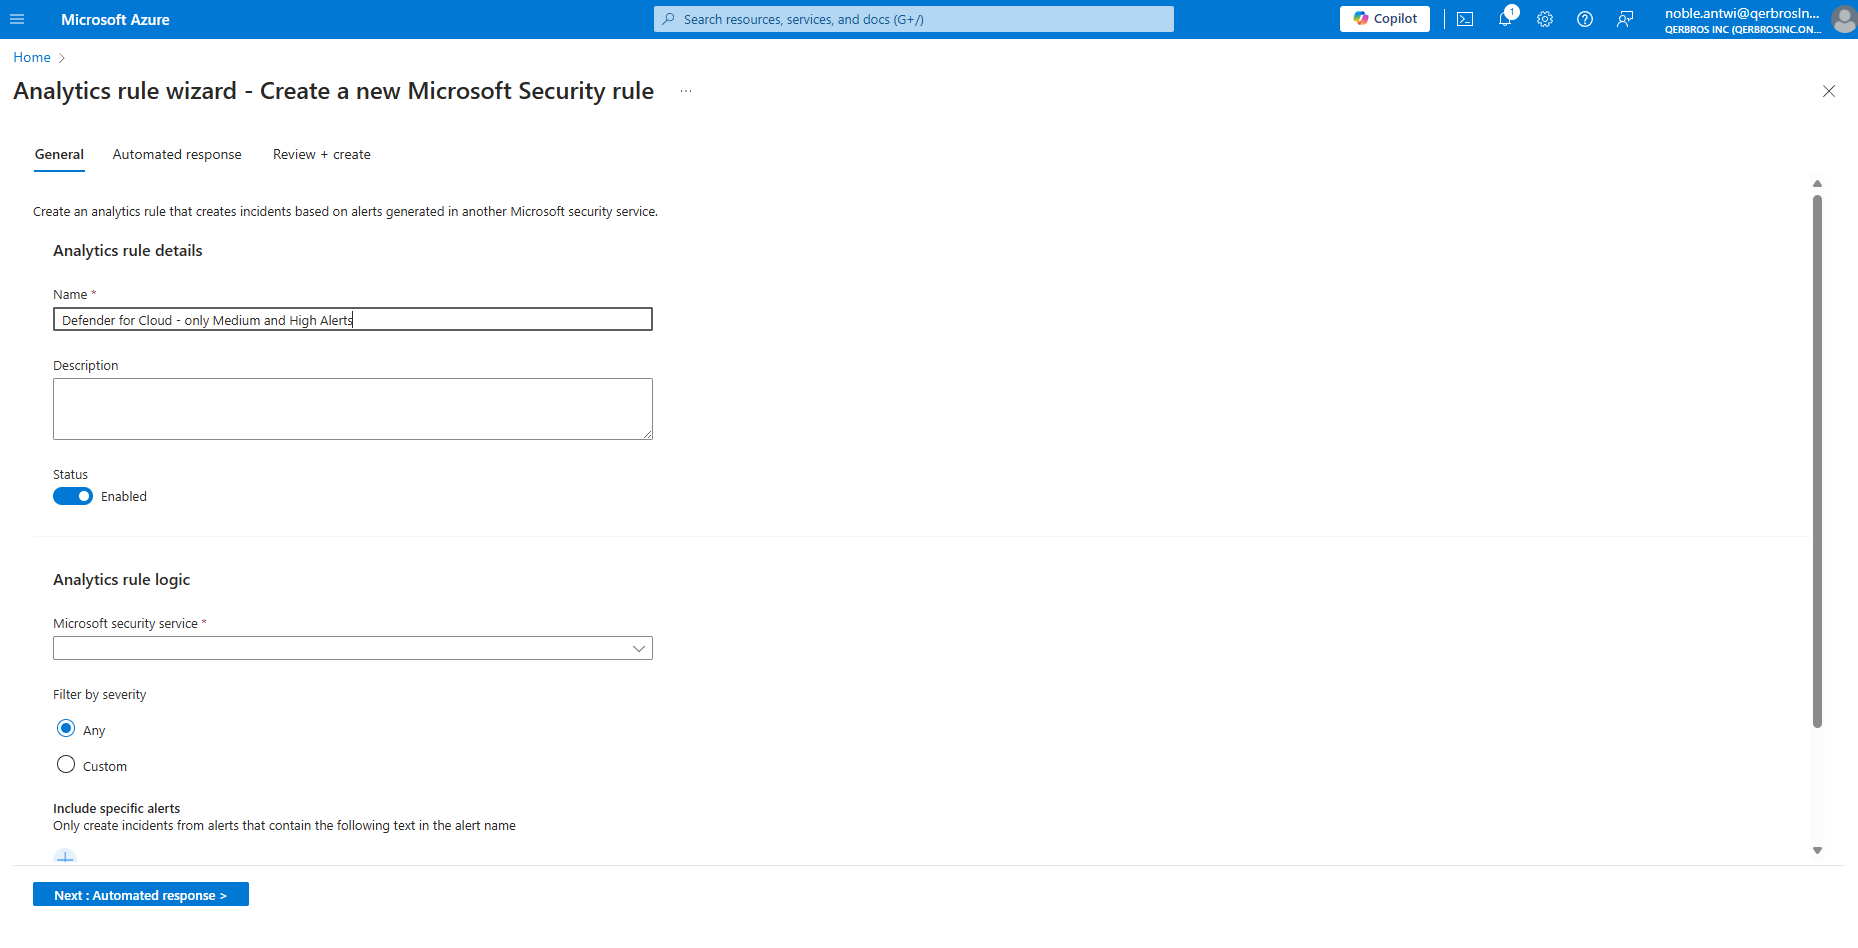 Microsoft Azure
Search resources, services, and docs (G+/)
Copilot
1
noble.antwi@qerbrosIn...
QERBROS INC (QERBROSINC.ON...
Home
Analytics rule wizard - Create a new Microsoft Security rule
...
General
Automated response
Review + create
Create an analytics rule that creates incidents based on alerts generated in another Microsoft security service.
Analytics rule details
Name *
Defender for Cloud - only Medium and High Alerts
Description
Status
Enabled
Analytics rule logic
Microsoft security service *
Filter by severity
Any
Custom
Include specific alerts
Only create incidents from alerts that contain the following text in the alert name
Next : Automated response >